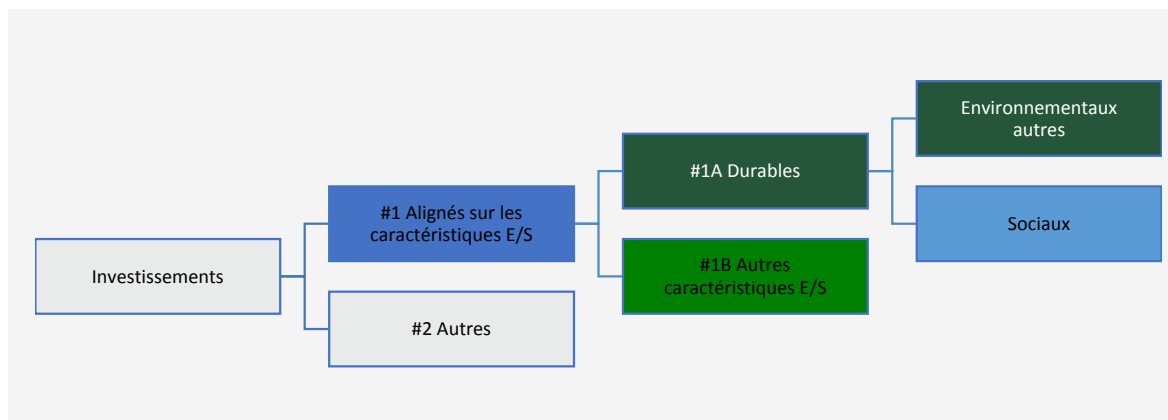 Investissements
#1 Alignés sur les
caractéristiques E/S
#2 Autres
#1A Durables
#1B Autres
caractéristiques E/S
Environnementaux
autres
Sociaux